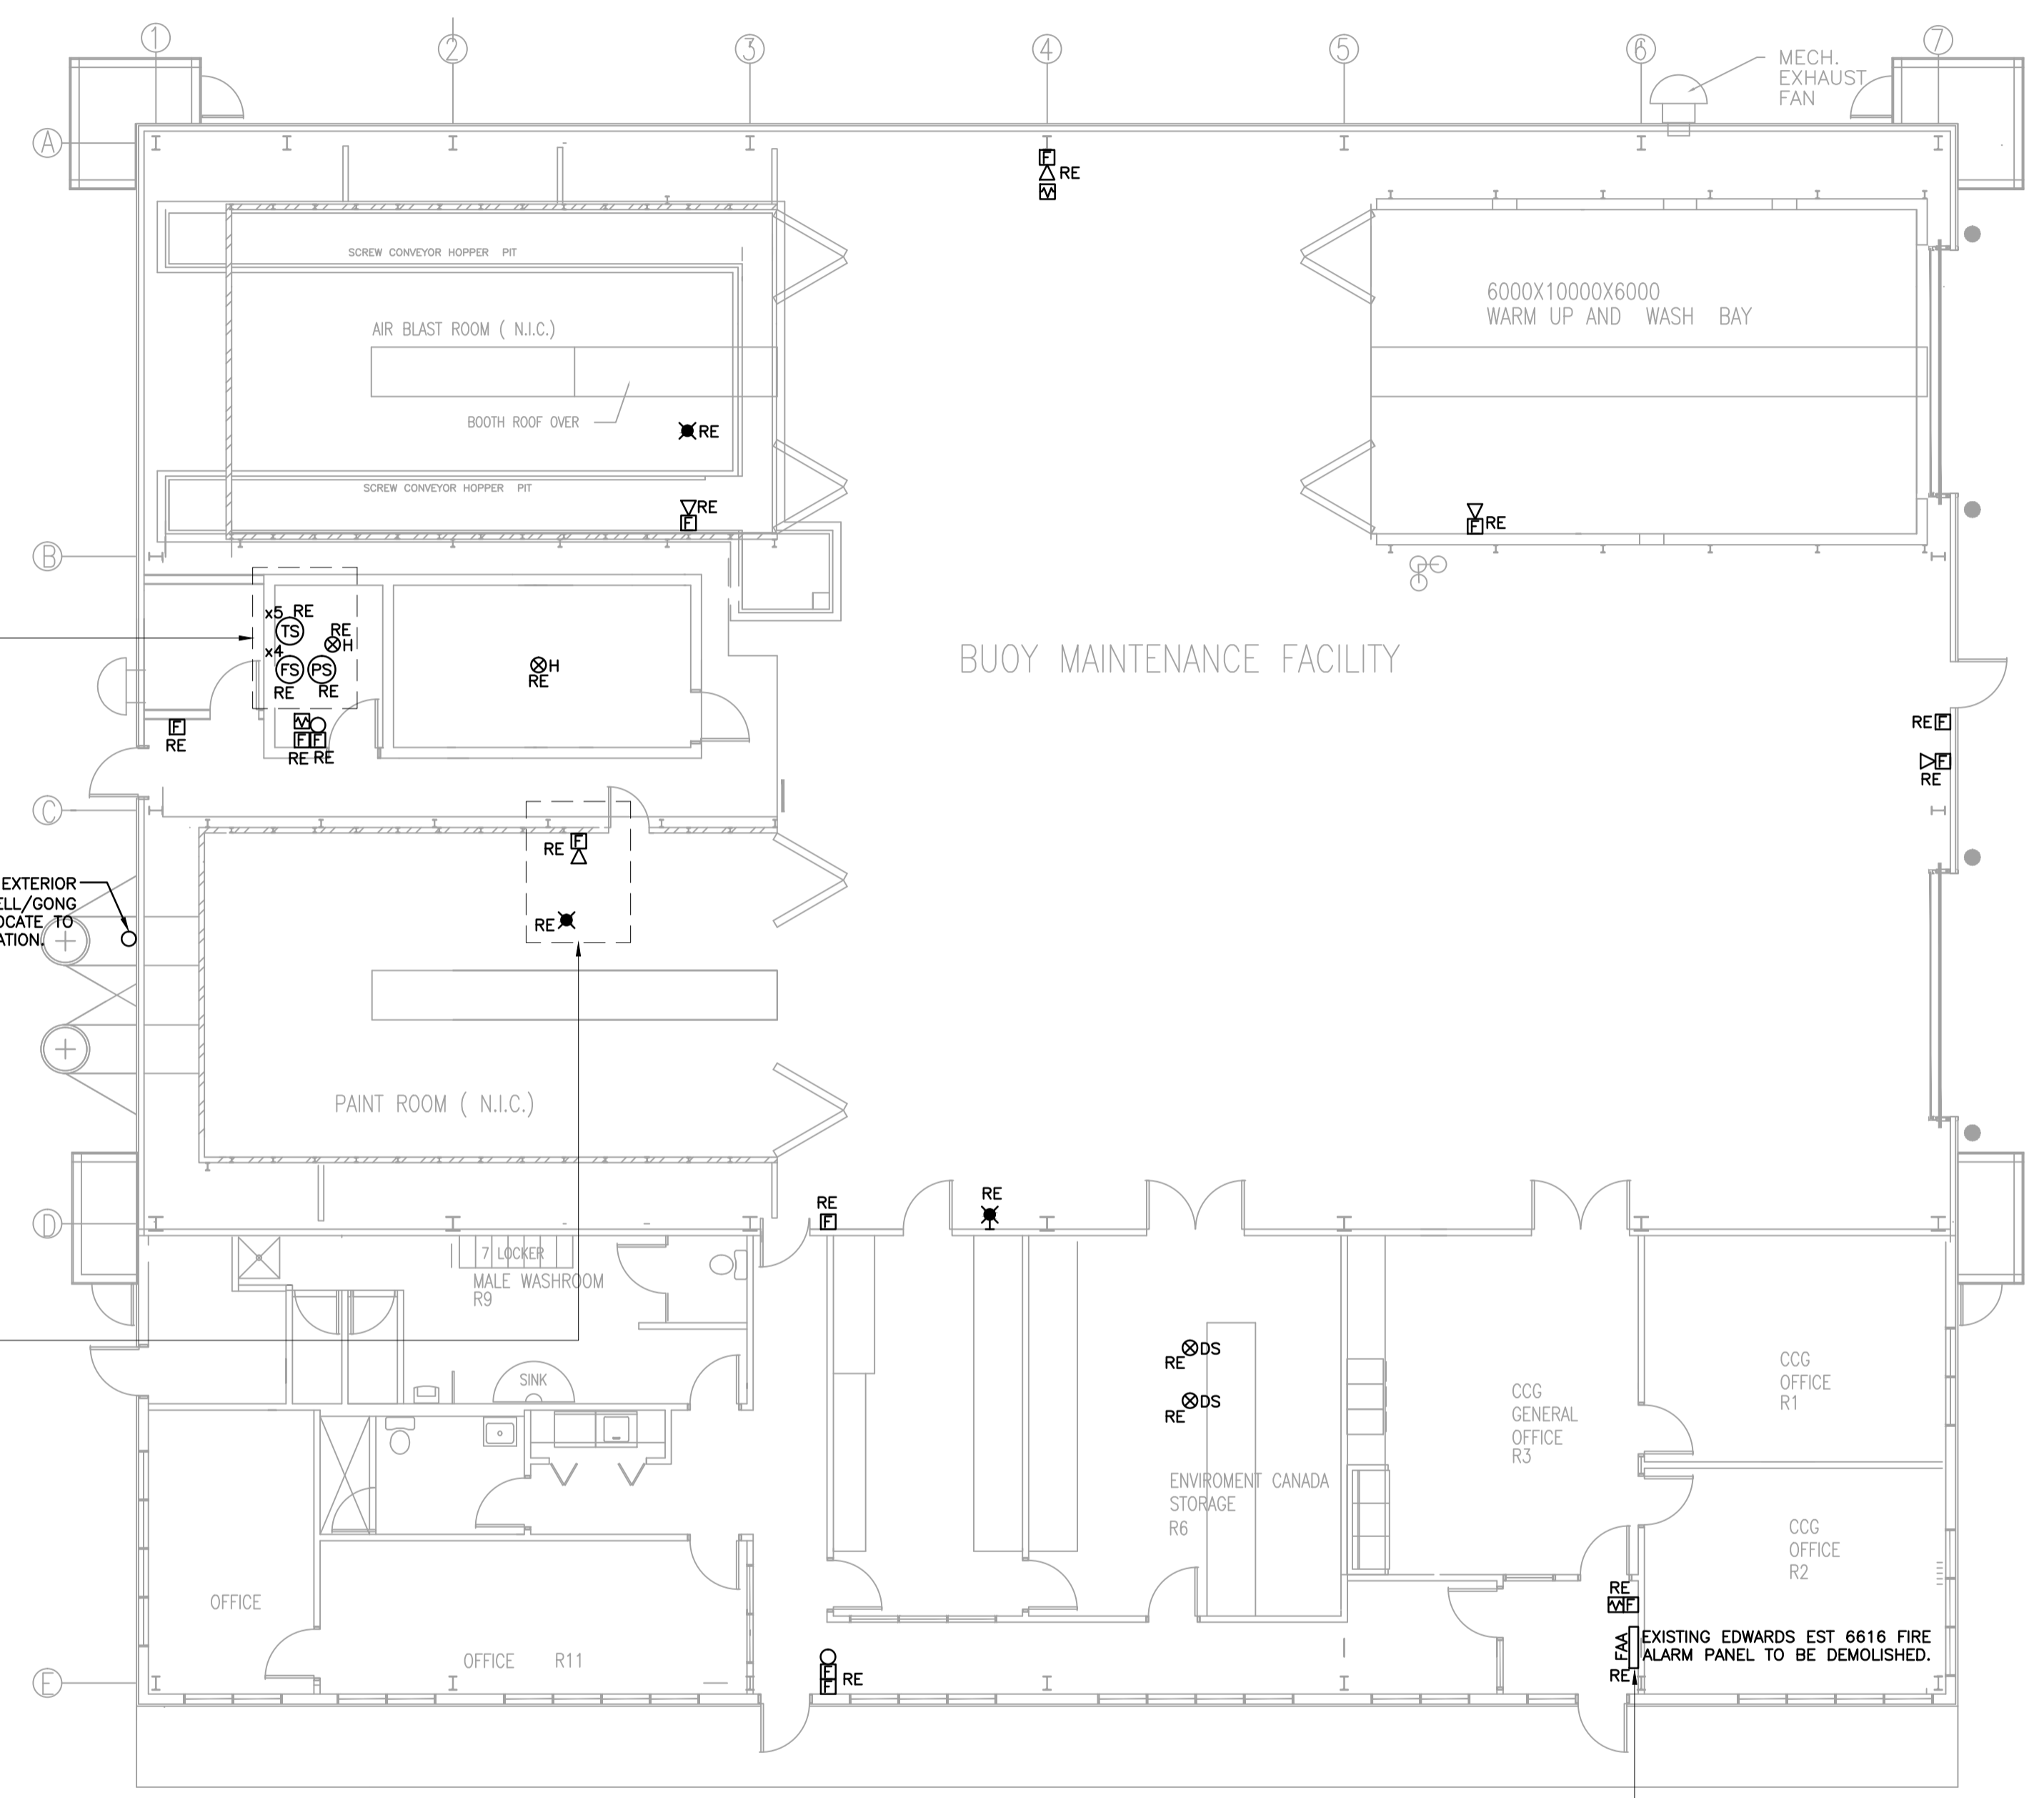 1
2
3
4
5
6
7
MECH.
EXHAUST
FAN
A
F
RE
SCREW CONVEYOR HOPPER PIT
6000X10000X6000
WARM UP AND WASH BAY
AIR BLAST ROOM ( N.I.C.)
BOOTH ROOF OVER
RE
SCREW CONVEYOR HOPPER PIT
RE
F
F RE
B
x5 RE
TS
RE
H
x4
FS PS
RE RE
H
RE
BUOY MAINTENANCE FACILITY
F
RE
F F
RE RE
RE F
F
RE
C
RE F
EXTERIOR
ELL/GONG
OCATE TO
ATION.
RE
PAINT ROOM ( N.I.C.)
D
RE
F
RE
7 LOCKER
MALE WASHROOM
R9
SINK
DS
RE
DS
RE
CCG
OFFICE
R1
CCG
GENERAL
OFFICE
R3
ENVIROMENT CANADA
STORAGE
R6
CCG
OFFICE
R2
OFFICE
RE
F
OFFICE R11
FAA
EXISTING EDWARDS EST 6616 FIRE
ALARM PANEL TO BE DEMOLISHED.
RE
F
F
RE
E